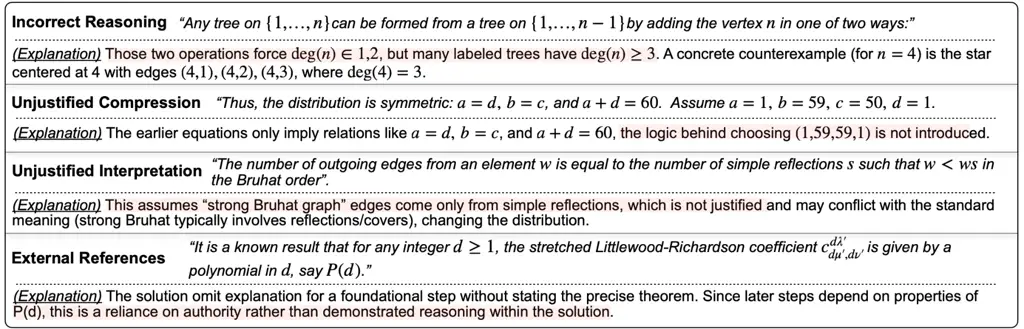 Incorrect Reasoning “Any tree on {1,…,n}can be formed from a tree on {1,…,n − 1}by adding the vertex n in one of two ways:”
(Explanation) Those two operations force deg(n) ∈ 1,2, but many labeled trees have deg(n) ≥ 3. A concrete counterexample (for n = 4) is the star
centered at 4 with edges (4,1), (4,2), (4,3), where deg(4) = 3.
Unjustified Compression “Thus, the distribution is symmetric: a = d, b = c, and a + d = 60. Assume a = 1, b = 59, c = 50, d = 1.
(Explanation) The earlier equations only imply relations like a = d, b = c, and a + d = 60, the logic behind choosing (1,59,59,1) is not introduced.
Unjustified Interpretation “The number of outgoing edges from an element w is equal to the number of simple reflections s such that w < ws in
the Bruhat order”.
(Explanation) This assumes “strong Bruhat graph” edges come only from simple reflections, which is not justified and may conflict with the standard
meaning (strong Bruhat typically involves reflections/covers), changing the distribution.
External References “It is a known result that for any integer d ≥ 1, the stretched Littlewood-Richardson coefficient c^{dλ′}_{dμ′,dν′} is given by a
polynomial in d, say P(d).”
(Explanation) The solution omit explanation for a foundational step without stating the precise theorem. Since later steps depend on properties of
P(d), this is a reliance on authority rather than demonstrated reasoning within the solution.